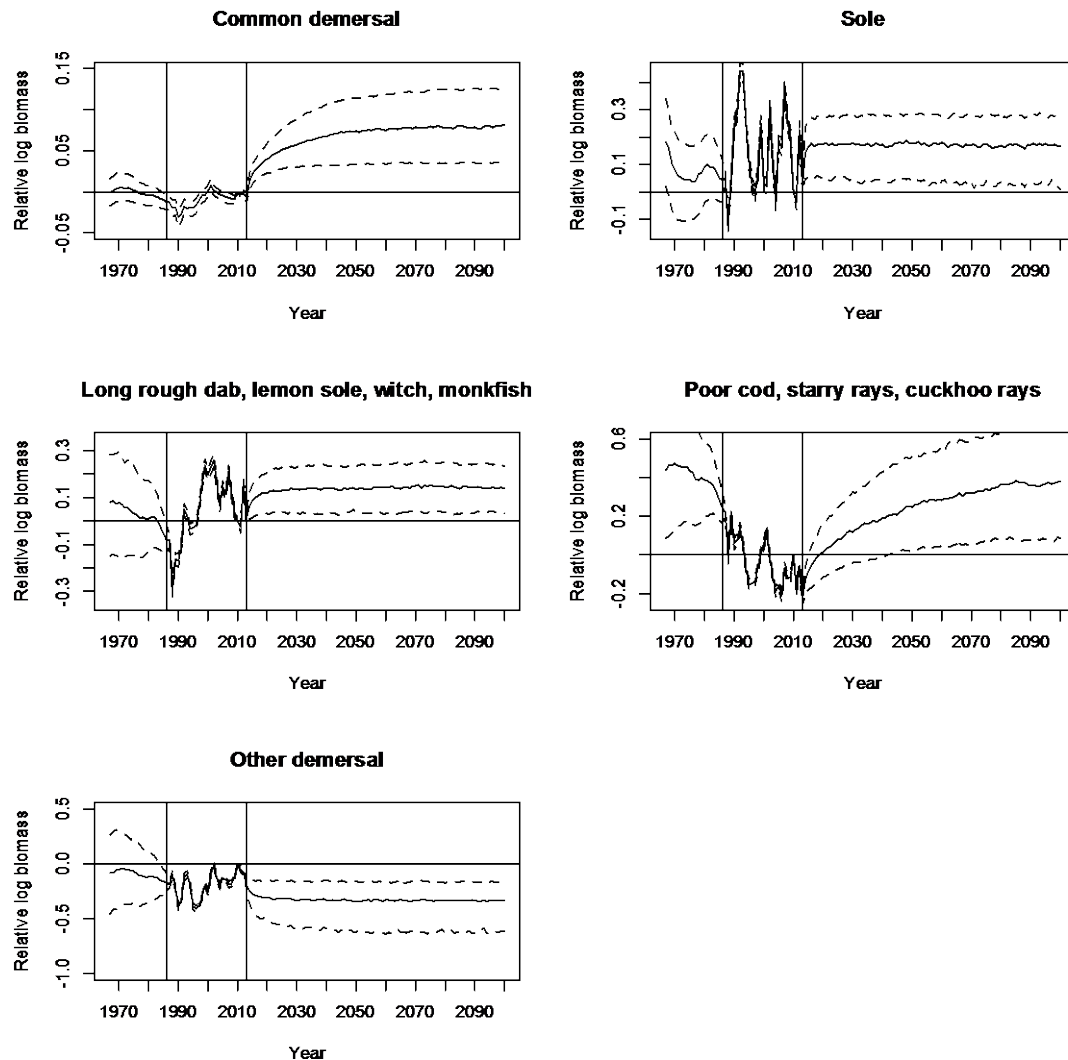 Common demersal
Relative log biomass
-0.05 0.05 0.15
1970 1990 2010 2030 2050 2070 2090
Year
Sole
Relative log biomass
-0.1 0.1 0.3
1970 1990 2010 2030 2050 2070 2090
Year
Long rough dab, lemon sole, witch, monkfish
Relative log biomass
-0.3 -0.1 0.1 0.3
1970 1990 2010 2030 2050 2070 2090
Year
Poor cod, starry rays, cuckhoo rays
Relative log biomass
-0.2 0.2 0.6
1970 1990 2010 2030 2050 2070 2090
Year
Other demersal
Relative log biomass
-1.0 -0.5 0.0 0.5
1970 1990 2010 2030 2050 2070 2090
Year